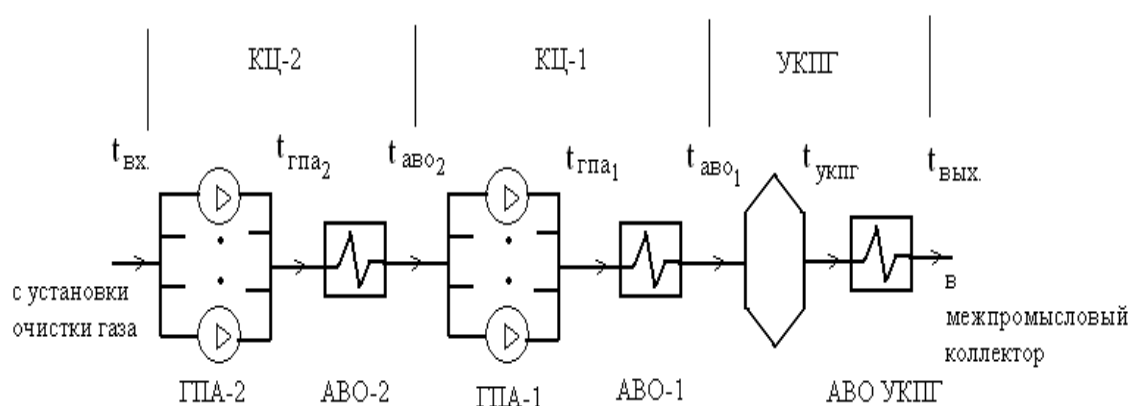 КЦ-2 КЦ-1 УКПГ
tвх. tгпа2 tаво2 tгпа1 tаво1 tукпг tвых.
с установки
очистки газа
в
межпромысловый
коллектор
ГПА-2 АВО-2 ГПА-1 АВО-1 АВО УКПГ